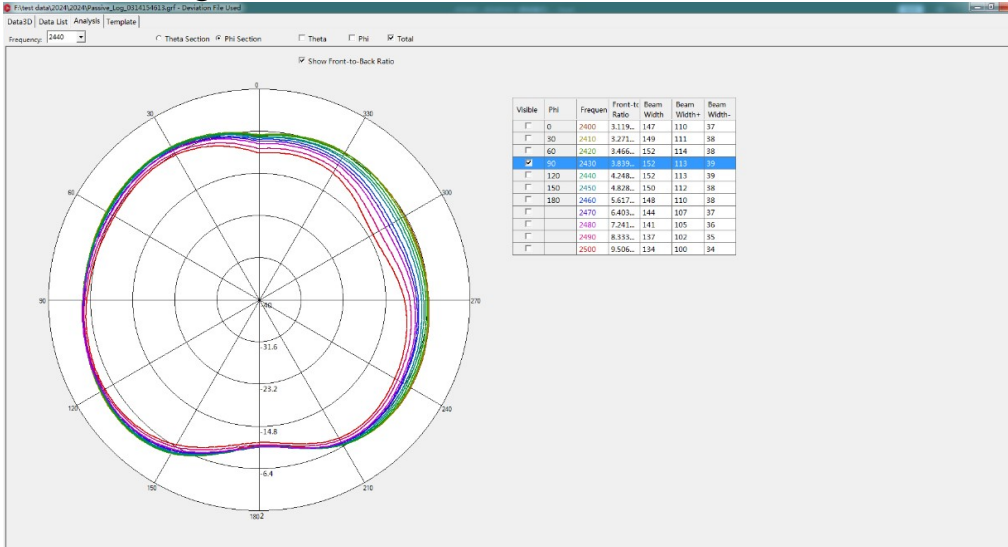 F:\test data\2024\2024\Passive_Log_0314154613.grf - Deviation File Used
Data3D Data List Analysis Template
Frequency: 2440 Theta Section Phi Section Theta Phi Total
Show Front-to-Back Ratio
0
30 330
60 300
90 270
120 240
150 210
1802
-40
-31.6
-23.2
-14.8
-6.4
Visible Phi Frequen Front-to Ratio Beam Width Beam Width+ Beam Width-
0 2400 3.119... 147 110 37
30 2410 3.271... 149 111 38
60 2420 3.466... 152 114 38
90 2430 3.839... 152 113 39
120 2440 4.248... 152 113 39
150 2450 4.828... 150 112 38
180 2460 5.617... 148 110 38
2470 6.403... 144 107 37
2480 7.241... 141 105 36
2490 8.333... 137 102 35
2500 9.506... 134 100 34